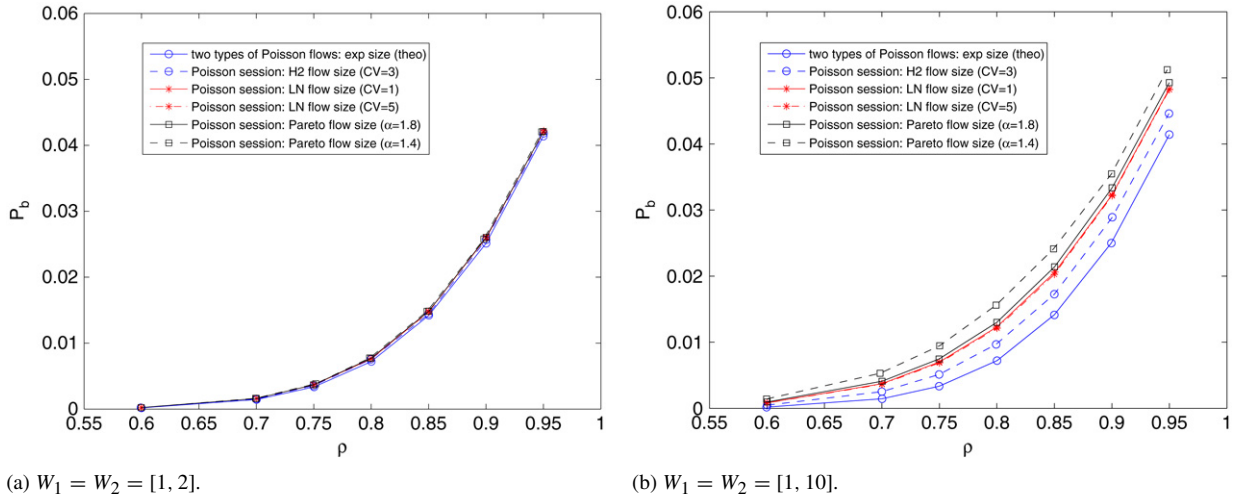 0.06
0.05
0.04
0.03
0.02
0.01
0
P_b
two types of Poisson flows: exp size (theo)
Poisson session: H2 flow size (CV=3)
Poisson session: LN flow size (CV=1)
Poisson session: LN flow size (CV=5)
Poisson session: Pareto flow size (α=1.8)
Poisson session: Pareto flow size (α=1.4)
0.55 0.6 0.65 0.7 0.75 0.8 0.85 0.9 0.95 1
ρ
(a) W₁ = W₂ = [1, 2].
0.06
0.05
0.04
0.03
0.02
0.01
0
P_b
two types of Poisson flows: exp size (theo)
Poisson session: H2 flow size (CV=3)
Poisson session: LN flow size (CV=1)
Poisson session: LN flow size (CV=5)
Poisson session: Pareto flow size (α=1.8)
Poisson session: Pareto flow size (α=1.4)
0.55 0.6 0.65 0.7 0.75 0.8 0.85 0.9 0.95 1
ρ
(b) W₁ = W₂ = [1, 10].